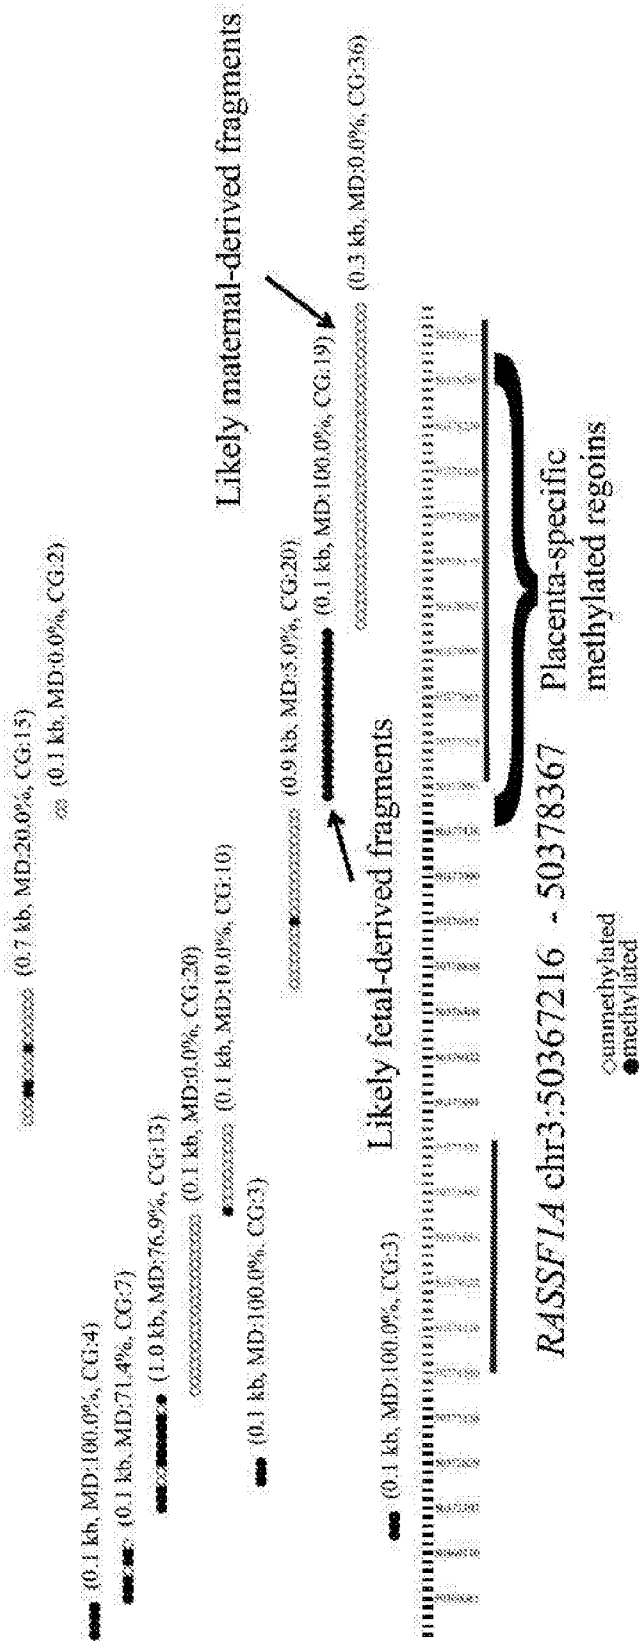 (0.7 kb, MD:20.0%, CG:15)
(0.1 kb, MD:0.0%, CG:2)
(0.1 kb, MD:100.0%, CG:4)
(0.1 kb, MD:71.4%, CG:7)
(1.0 kb, MD:76.9%, CG:13)
(0.1 kb, MD:0.0%, CG:20)
(0.1 kb, MD:10.0%, CG:10)
Likely maternal-derived fragments
(0.1 kb, MD:100.0%, CG:3)
(0.9 kb, MD:5.0%, CG:20)
(0.1 kb, MD:100.0%, CG:19)
(0.3 kb, MD:0.0%, CG:36)
Likely fetal-derived fragments
(0.1 kb, MD:100.0%, CG:3)
RASSF1A chr3:50367216 - 50378367
Placenta-specific
methylated regoins
unmethylated
methylated